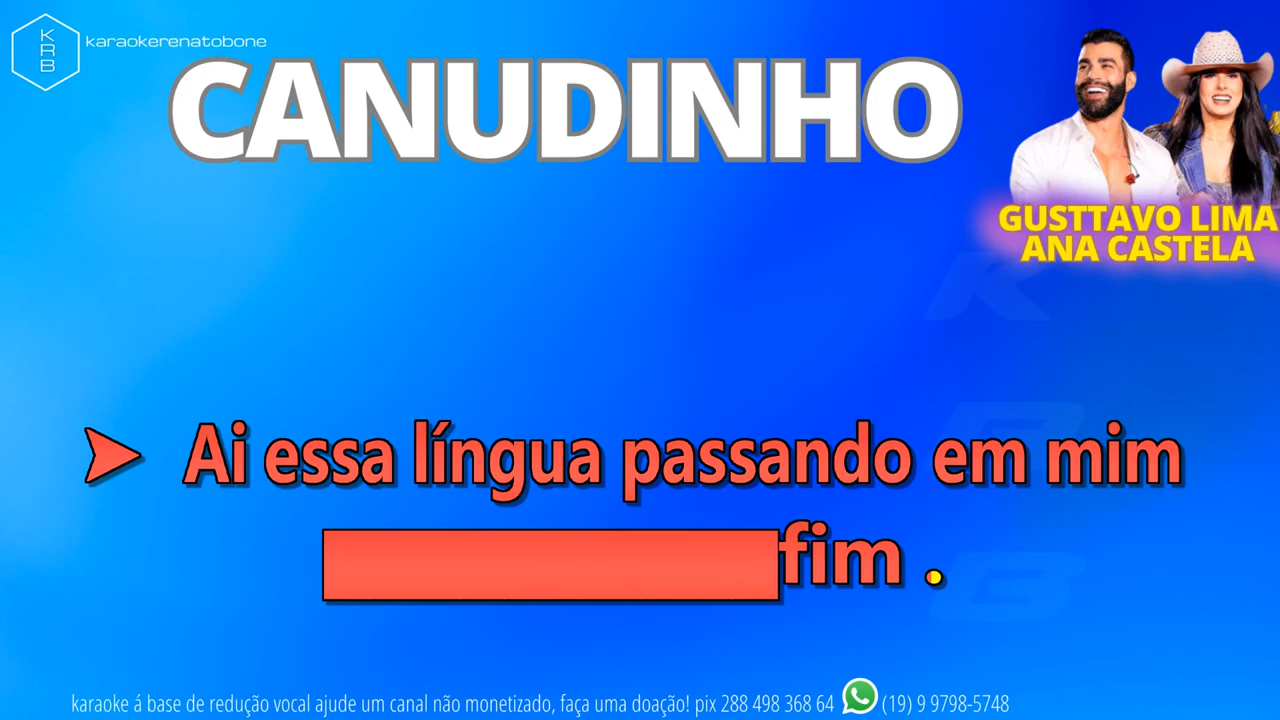 KRB
karaokerenatobone
CANUDINHO
GUSTTAVO LIMA
ANA CASTELA
K
R
B
Ai essa língua passando em mim
fim .
karaoke á base de redução vocal ajude um canal não monetizado, faça uma doação! pix 288 498 368 64 (19) 9 9798-5748